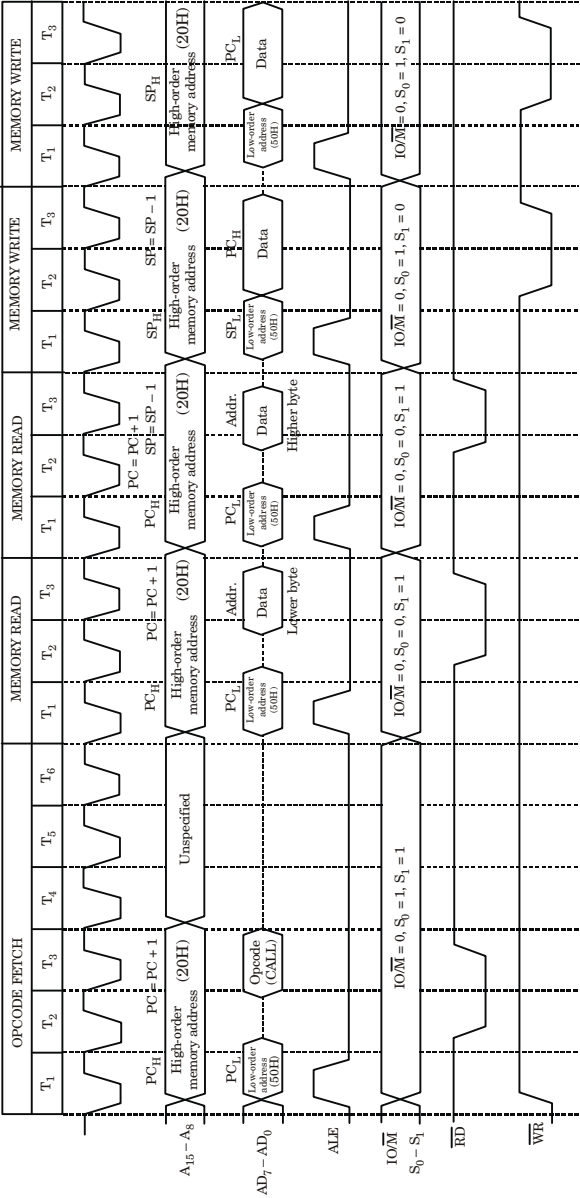 OPCODE FETCH
MEMORY READ
MEMORY READ
MEMORY WRITE
MEMORY WRITE
T1 T2 T3 T4 T5 T6
T1 T2 T3
T1 T2 T3
T1 T2 T3
T1 T2 T3
PCH PC = PC + 1
PCH PC = PC + 1
PCH PC = PC + 1
SP = SP – 1
SPH SP = SP – 1
SPH
A15 – A8
High-order
memory address
(20H)
Unspecified
High-order
memory address
(20H)
High-order
memory address
(20H)
High-order
memory address
(20H)
High-order
memory address
(20H)
PCL
PCL Addr.
PCL Addr.
SPL PCH
PCL
AD7 – AD0
Low-order
address
(50H)
Opcode
(CALL)
Low-order
address
(50H)
Data
Low-order
address
(50H)
Data
Low-order
address
(50H)
Data
Low-order
address
(50H)
Data
Lower byte
Higher byte
ALE
IO/M̅
S0 – S1
IO/M̅ = 0, S0 = 1, S1 = 1
IO/M̅ = 0, S0 = 0, S1 = 1
IO/M̅ = 0, S0 = 0, S1 = 1
IO/M̅ = 0, S0 = 1, S1 = 0
IO/M̅ = 0, S0 = 1, S1 = 0
R̅D̅
W̅R̅